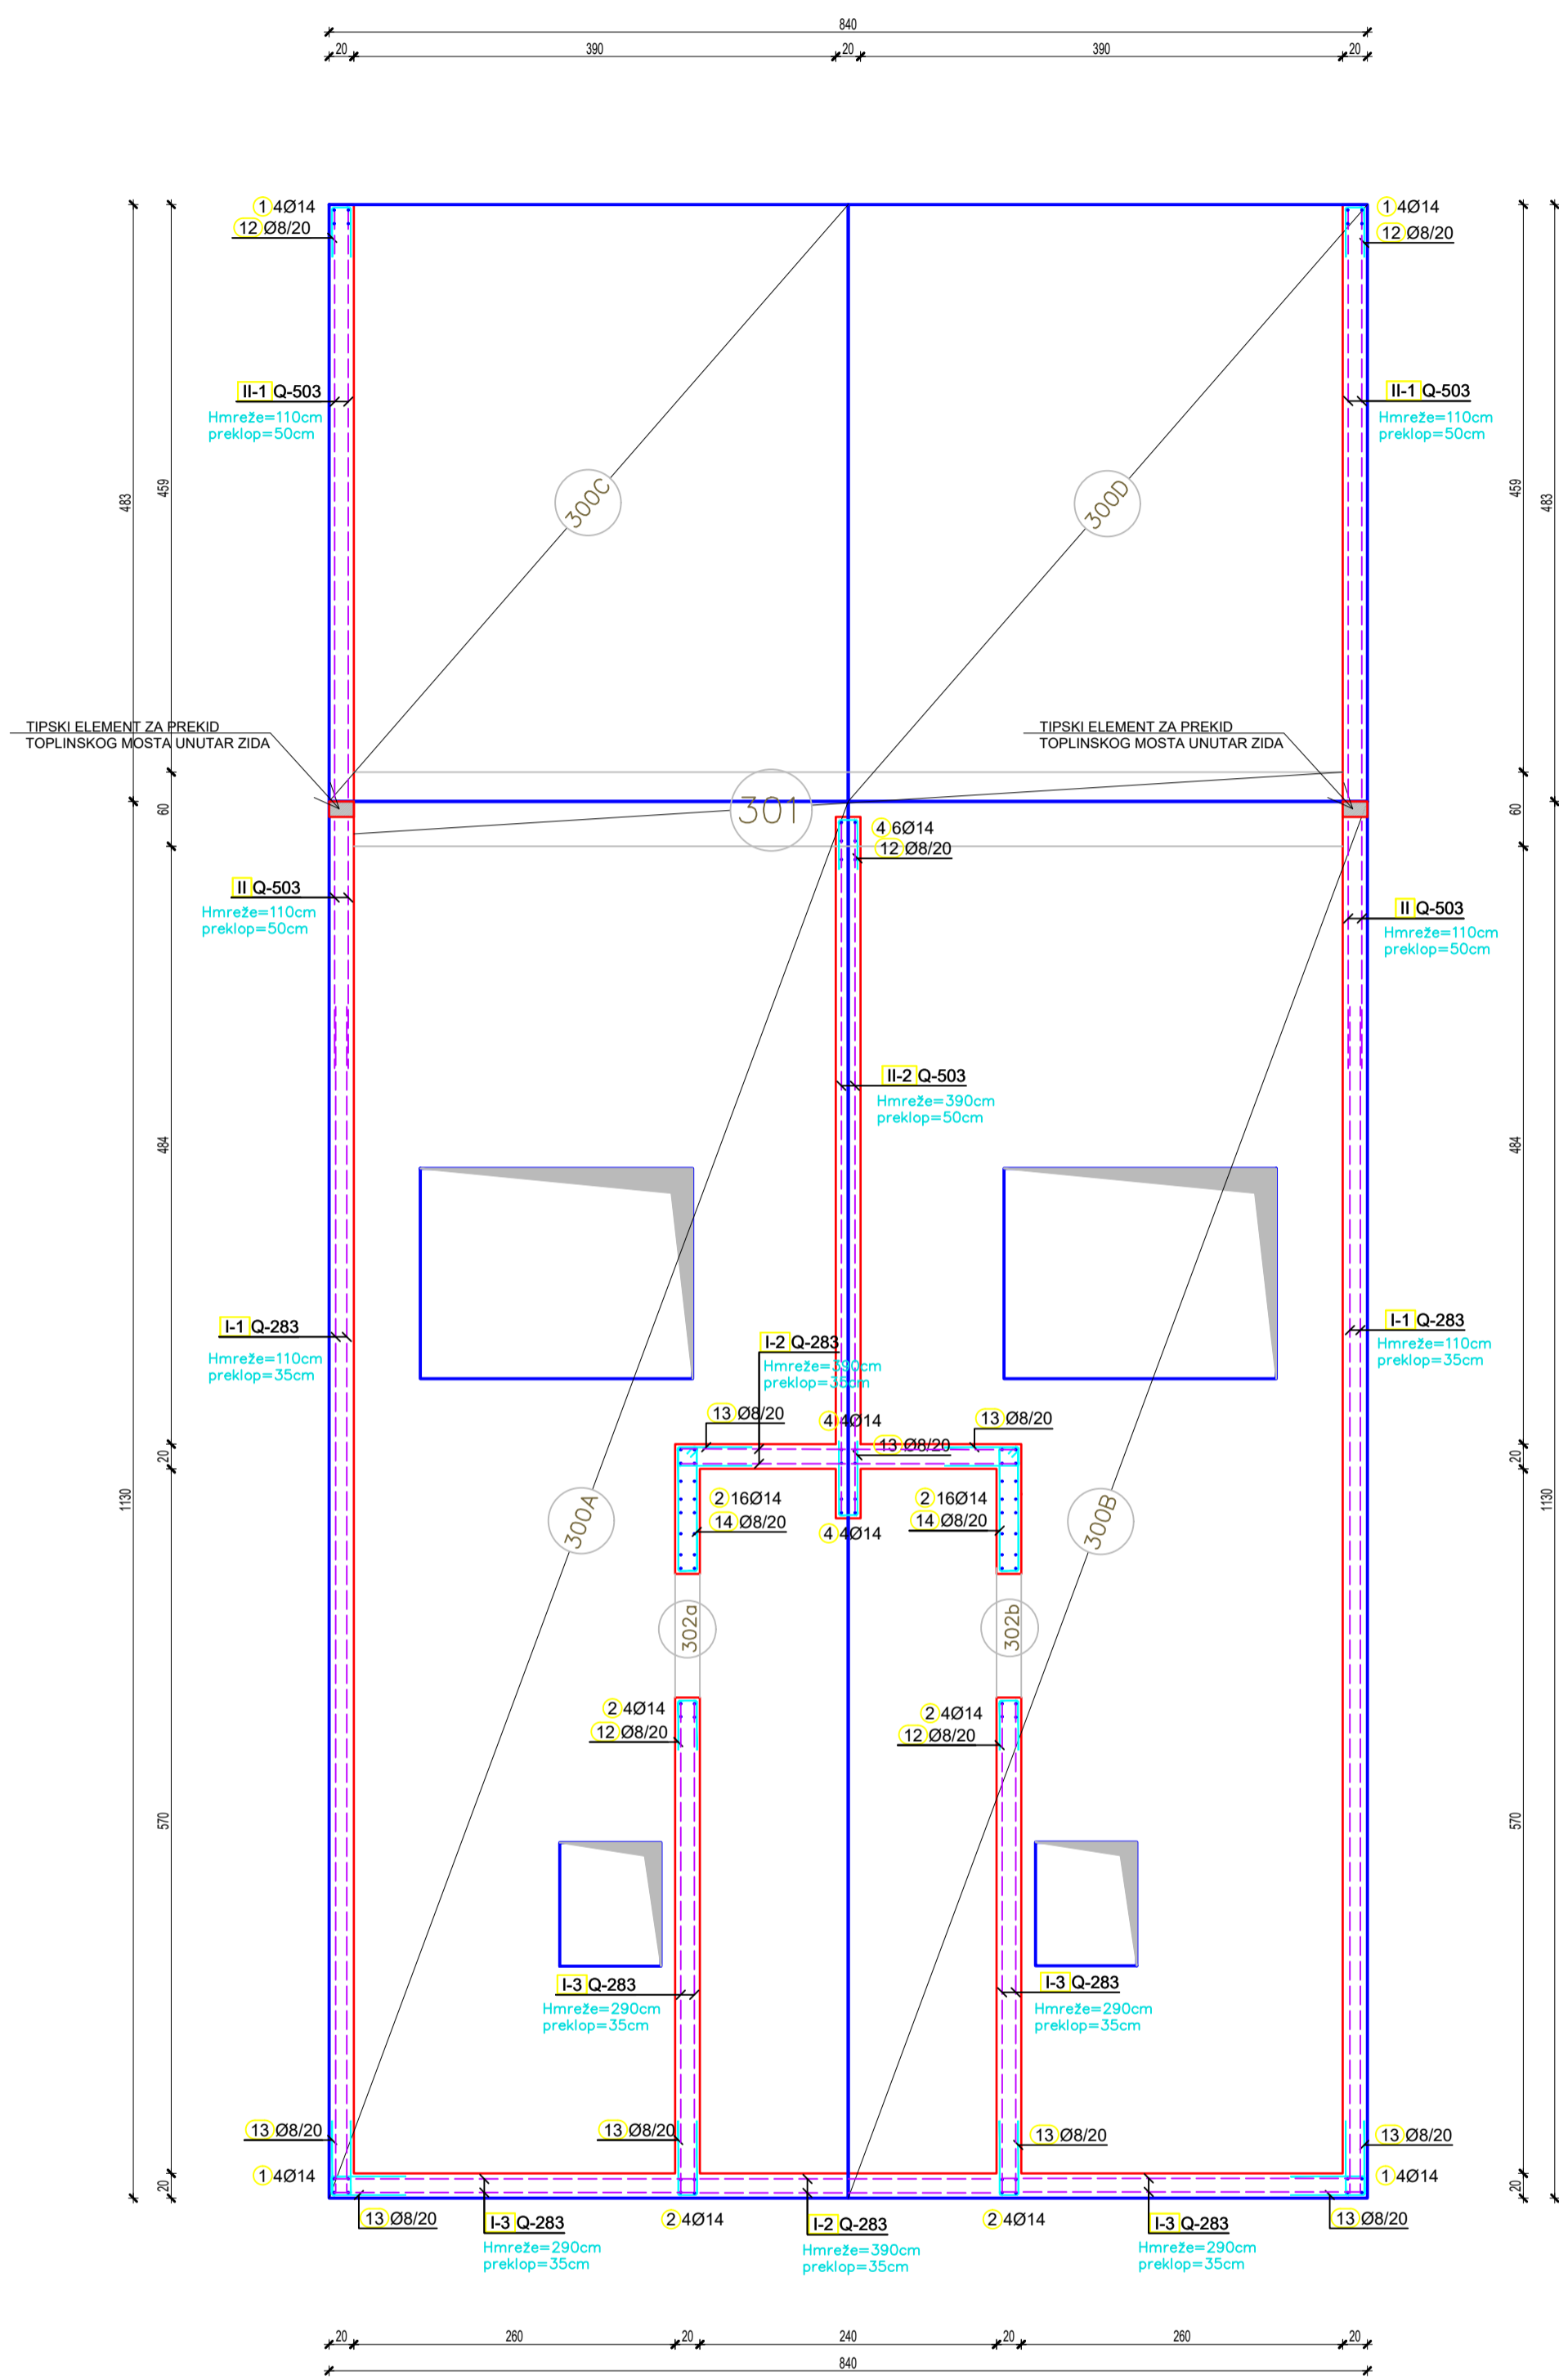 840
20 390 20 390 20
1 4Ø14
12 Ø8/20
1 4Ø14
12 Ø8/20
II-1 Q-503
Hmreže=110cm
preklop=50cm
II-1 Q-503
Hmreže=110cm
preklop=50cm
483
459
300C
300D
459
483
TIPSKI ELEMENT ZA PREKID
TOPLINSKOG MOSTA UNUTAR ZIDA
TIPSKI ELEMENT ZA PREKID
TOPLINSKOG MOSTA UNUTAR ZIDA
60
301
60
4 6Ø14
12 Ø8/20
II Q-503
Hmreže=110cm
preklop=50cm
II Q-503
Hmreže=110cm
preklop=50cm
II-2 Q-503
Hmreže=390cm
preklop=50cm
484
484
I-1 Q-283
Hmreže=110cm
preklop=35cm
I-2 Q-283
Hmreže=390cm
preklop=35cm
I-1 Q-283
Hmreže=110cm
preklop=35cm
13 Ø8/20
4 4Ø14
13 Ø8/20
13 Ø8/20
20
20
1130
1130
2 16Ø14
14 Ø8/20
2 16Ø14
14 Ø8/20
4 4Ø14
300A
300B
302a
302b
2 4Ø14
12 Ø8/20
2 4Ø14
12 Ø8/20
570
570
I-3 Q-283
Hmreže=290cm
preklop=35cm
I-3 Q-283
Hmreže=290cm
preklop=35cm
13 Ø8/20
13 Ø8/20
13 Ø8/20
13 Ø8/20
1 4Ø14
1 4Ø14
20
20
13 Ø8/20
I-3 Q-283
Hmreže=290cm
preklop=35cm
2 4Ø14
I-2 Q-283
Hmreže=390cm
preklop=35cm
2 4Ø14
I-3 Q-283
Hmreže=290cm
preklop=35cm
13 Ø8/20
20 260 20 240 20 260 20
840